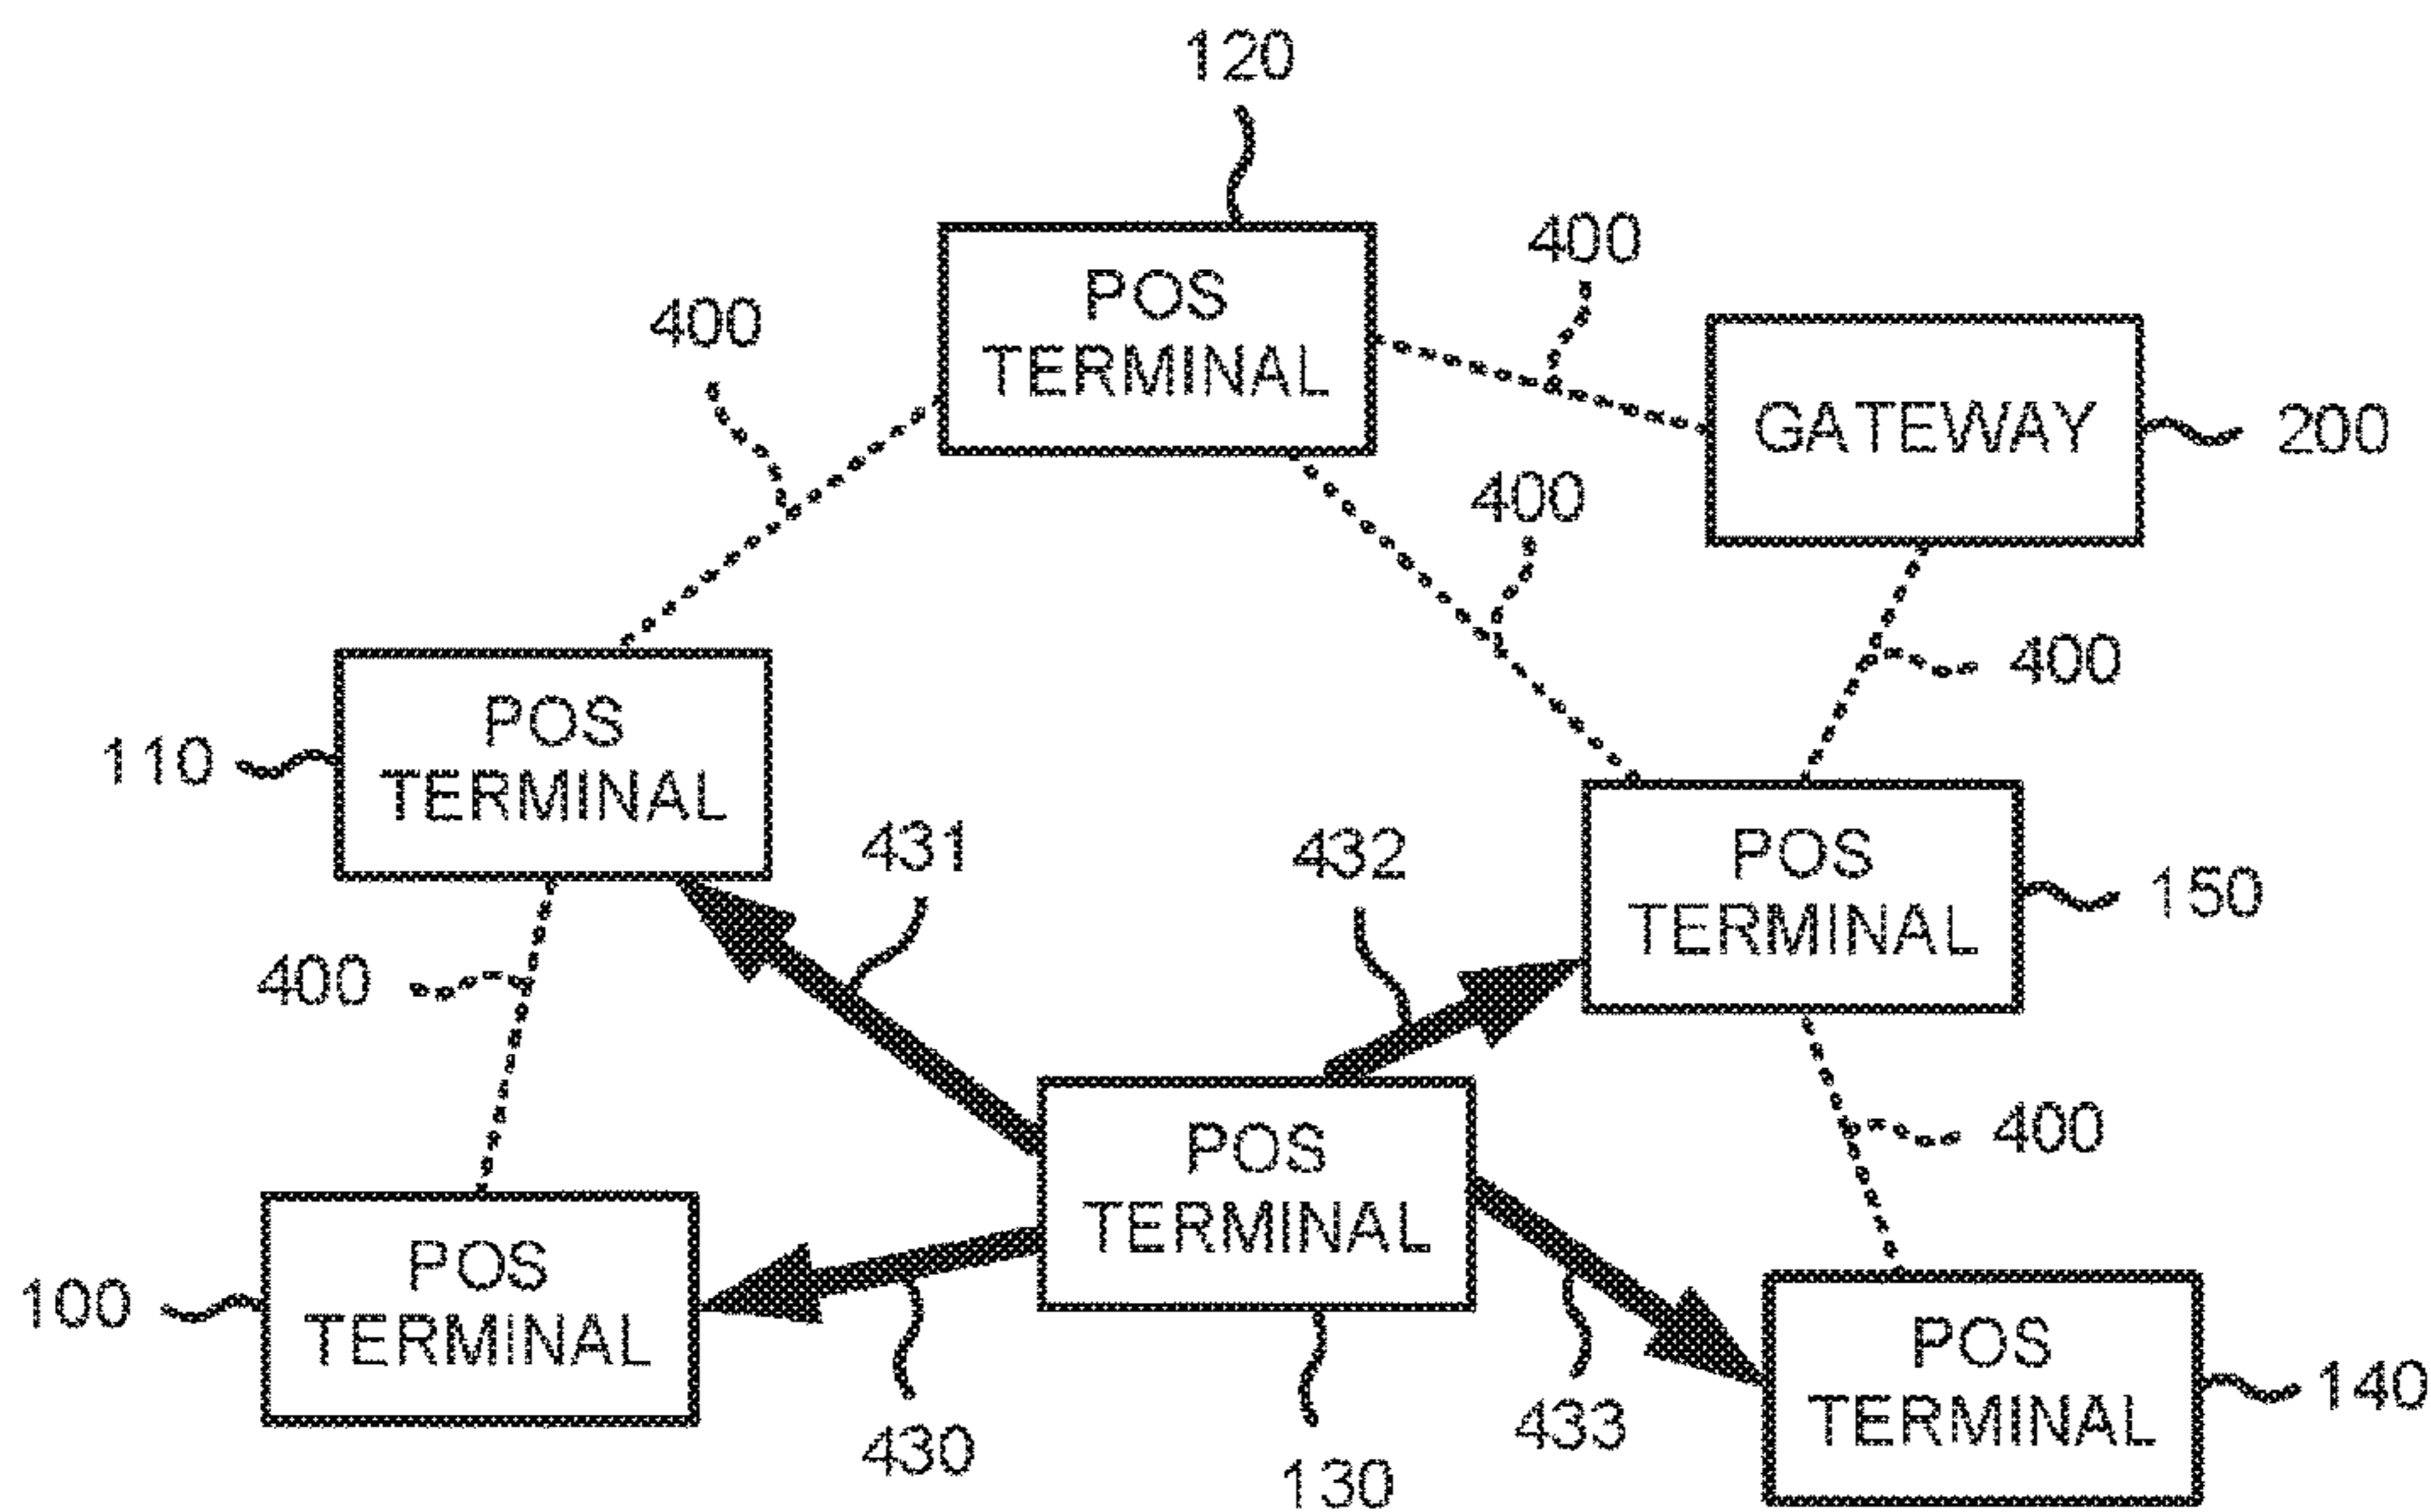 120
400
POS
TERMINAL
400
GATEWAY
200
400
400
POS
TERMINAL
110
431
432
POS
TERMINAL
150
400
POS
TERMINAL
400
POS
TERMINAL
100
430
130
433
POS
TERMINAL
140